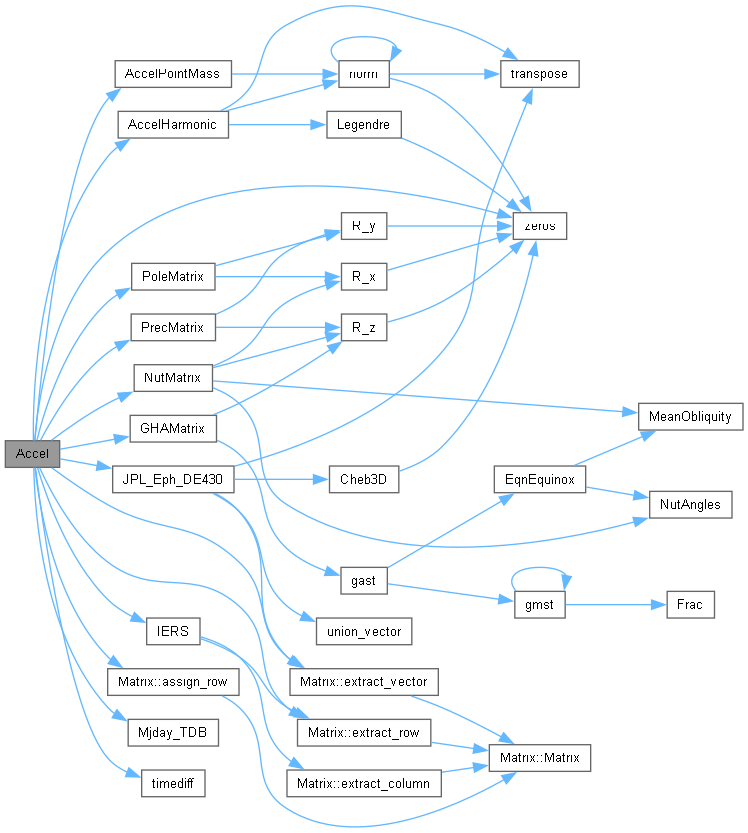 AccelPointMass
norm
transpose
AccelHarmonic
Legendre
R_y
zeros
PoleMatrix
R_x
PrecMatrix
R_z
NutMatrix
MeanObliquity
GHAMatrix
Accel
JPL_Eph_DE430
Cheb3D
EqnEquinox
NutAngles
gast
gmst
Frac
IERS
union_vector
Matrix::assign_row
Matrix::extract_vector
Mjday_TDB
Matrix::extract_row
Matrix::Matrix
timediff
Matrix::extract_column